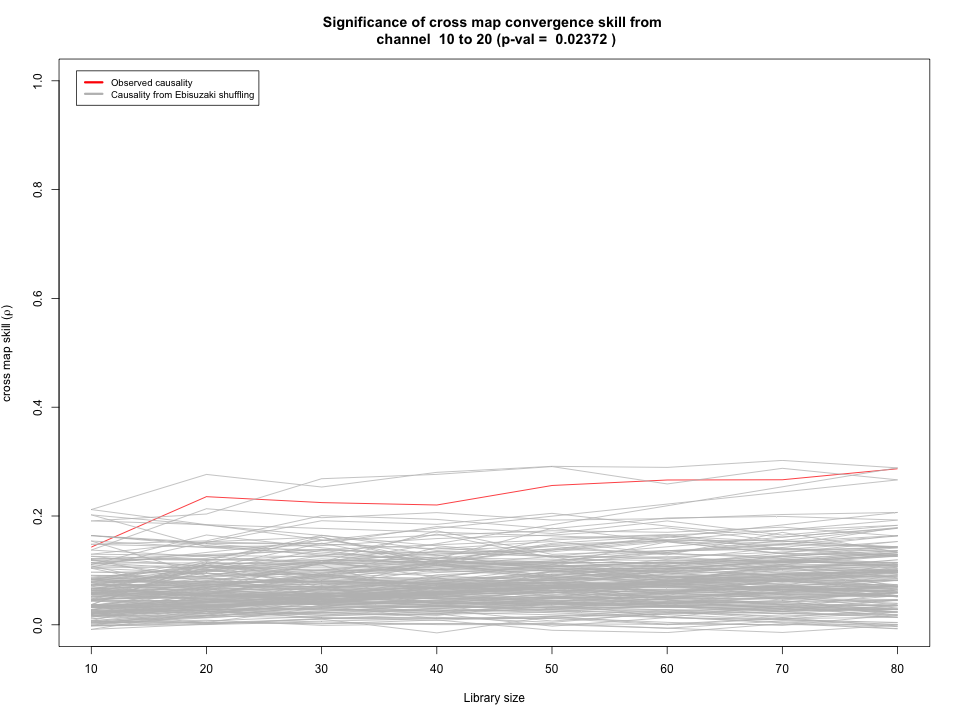 Significance of cross map convergence skill from
channel  10 to 20 (p-val =  0.02372 )
Observed causality
Causality from Ebisuzaki shuffling
cross map skill (ρ)
1.0
0.8
0.6
0.4
0.2
0.0
10 20 30 40 50 60 70 80
Library size